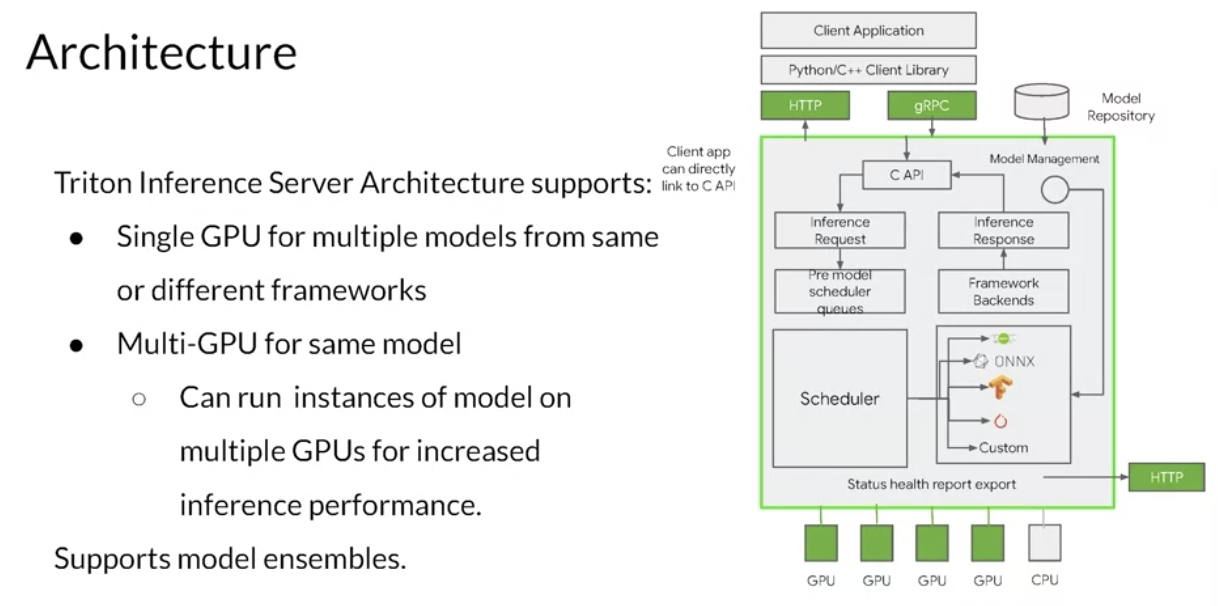 Architecture
Triton Inference Server Architecture supports:
● Single GPU for multiple models from same
or different frameworks
● Multi-GPU for same model
○ Can run instances of model on
multiple GPUs for increased
inference performance.
Supports model ensembles.
Client Application
Python/C++ Client Library
HTTP
gRPC
Model
Repository
Client app
can directly
link to C API
Model Management
C API
Inference
Request
Inference
Response
Pre model
scheduler
queues
Framework
Backends
Scheduler
ONNX
Custom
Status health report export
HTTP
GPU
GPU
GPU
GPU
CPU